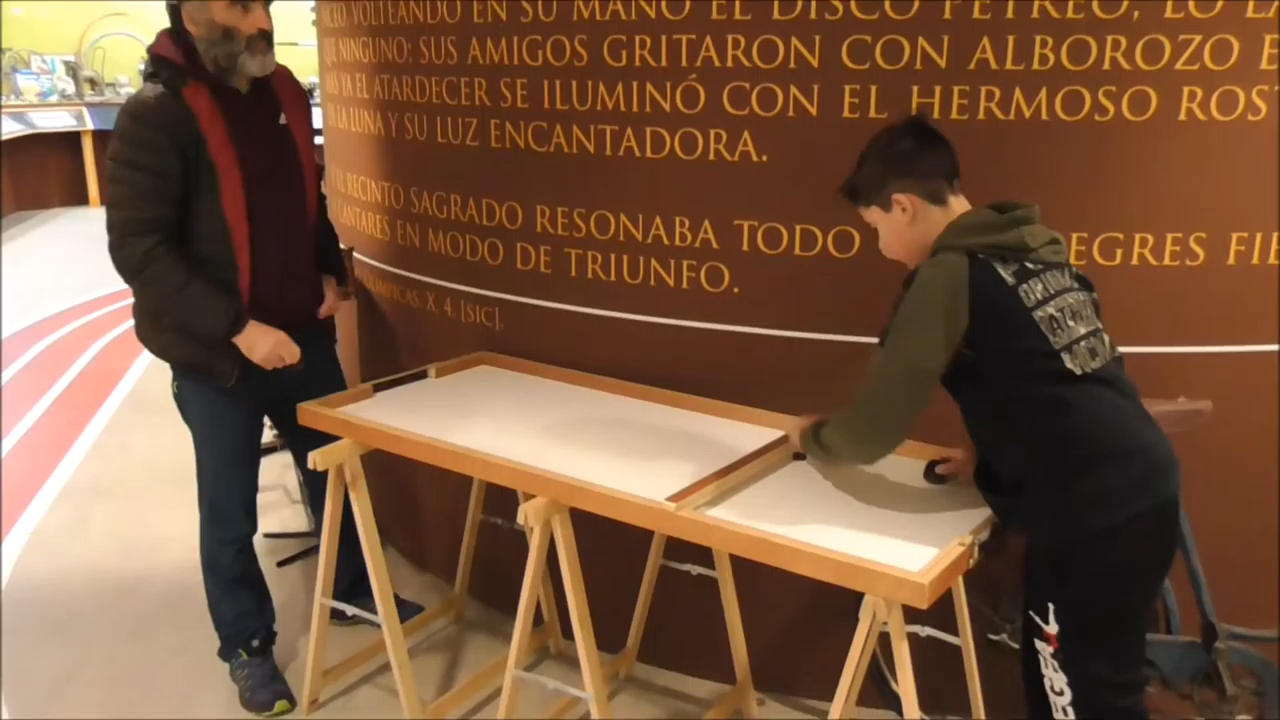 VOLTEANDO EN SU MANO EL DISCO PÉTREO, LO LA
QUE NINGUNO: SUS AMIGOS GRITARON CON ALBOROZO E
MAS YA EL ATARDECER SE ILUMINÓ CON EL HERMOSO ROST
LA LUNA Y SU LUZ ENCANTADORA.
EL RECINTO SAGRADO RESONABA TODO EGRES FIE
CANTARES EN MODO DE TRIUNFO.
OLÍMPICAS. X, 4. [SIC].